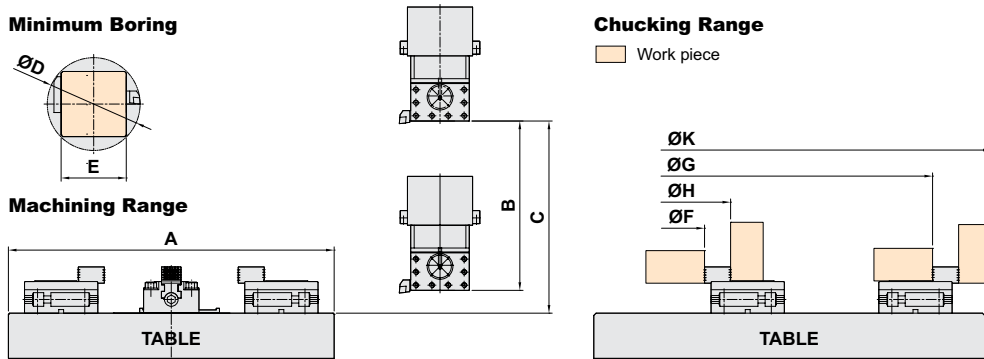 Minimum Boring
ØD
E
Machining Range
A
TABLE
B
C
Chucking Range
Work piece
ØK
ØG
ØH
ØF
TABLE